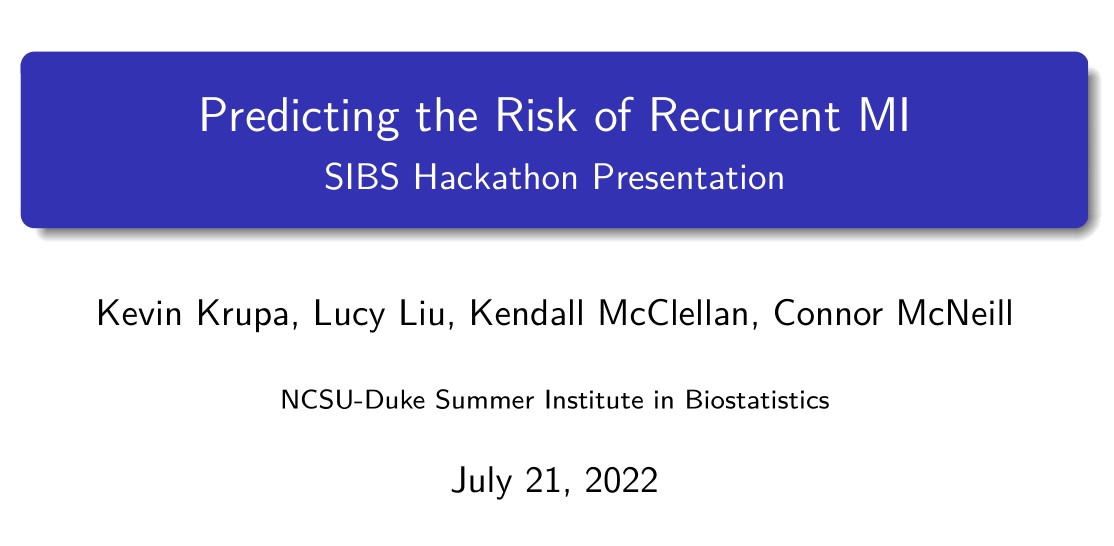 Predicting the Risk of Recurrent MI
SIBS Hackathon Presentation
Kevin Krupa, Lucy Liu, Kendall McClellan, Connor McNeill
NCSU-Duke Summer Institute in Biostatistics
July 21, 2022